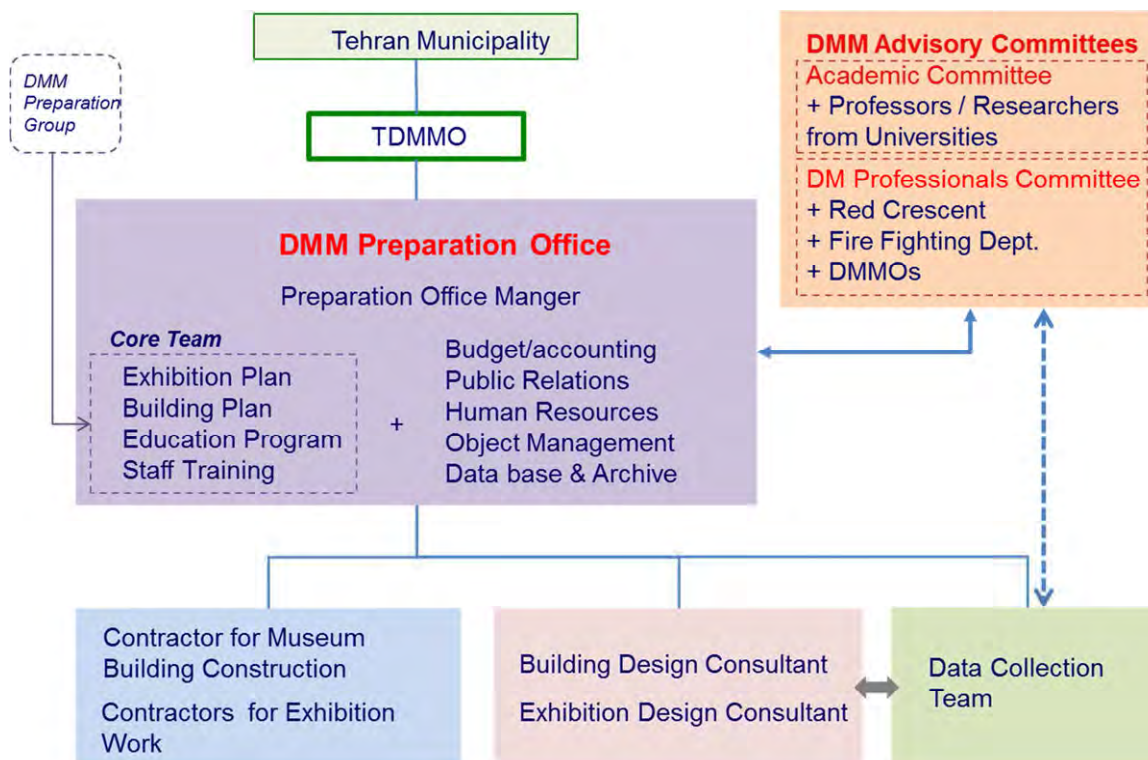 Tehran Municipality
TDMMO
DMM
Preparation
Group
DMM Advisory Committees
Academic Committee
+ Professors / Researchers
from Universities
DM Professionals Committee
+ Red Crescent
+ Fire Fighting Dept.
+ DMMOs
DMM Preparation Office
Preparation Office Manger
Core Team
Exhibition Plan
Building Plan
Education Program
Staff Training
+
Budget/accounting
Public Relations
Human Resources
Object Management
Data base & Archive
Contractor for Museum
Building Construction
Contractors for Exhibition
Work
Building Design Consultant
Exhibition Design Consultant
Data Collection
Team